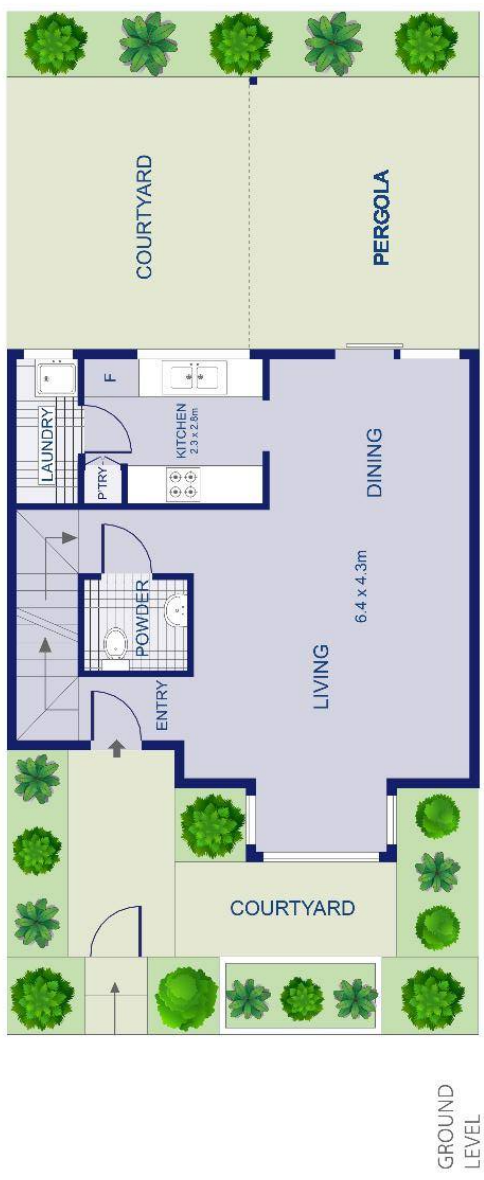 COURTYARD
PERGOLA
LAUNDRY
F
P'TRY
KITCHEN
2.3 x 2.8m
DINING
POWDER
6.4 x 4.3m
ENTRY
LIVING
COURTYARD
GROUND
LEVEL